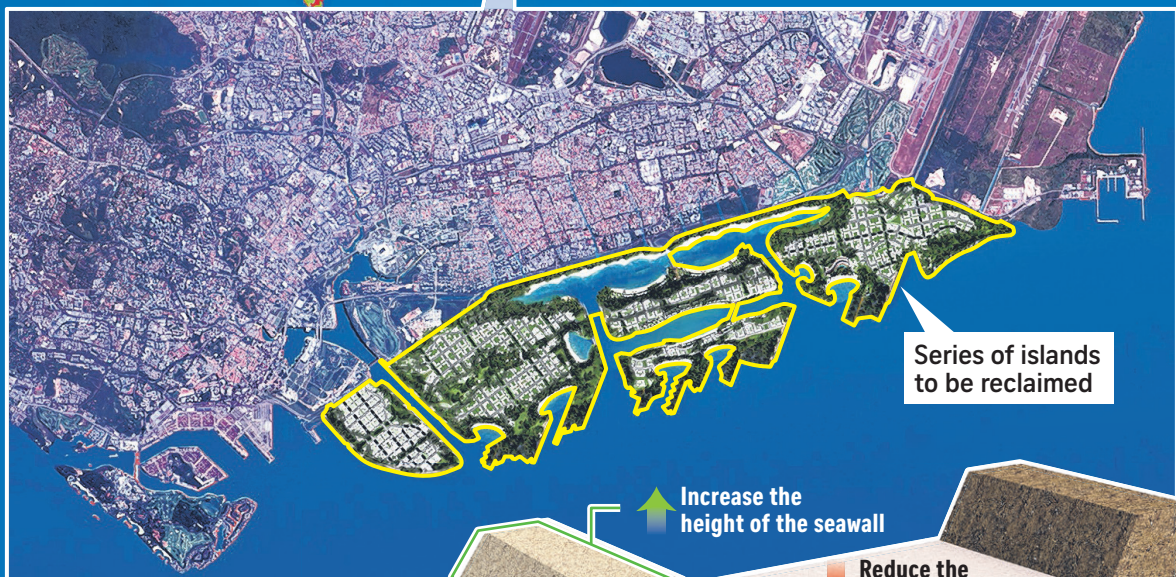 Series of islands
to be reclaimed
Increase the
height of the seawall
Reduce the